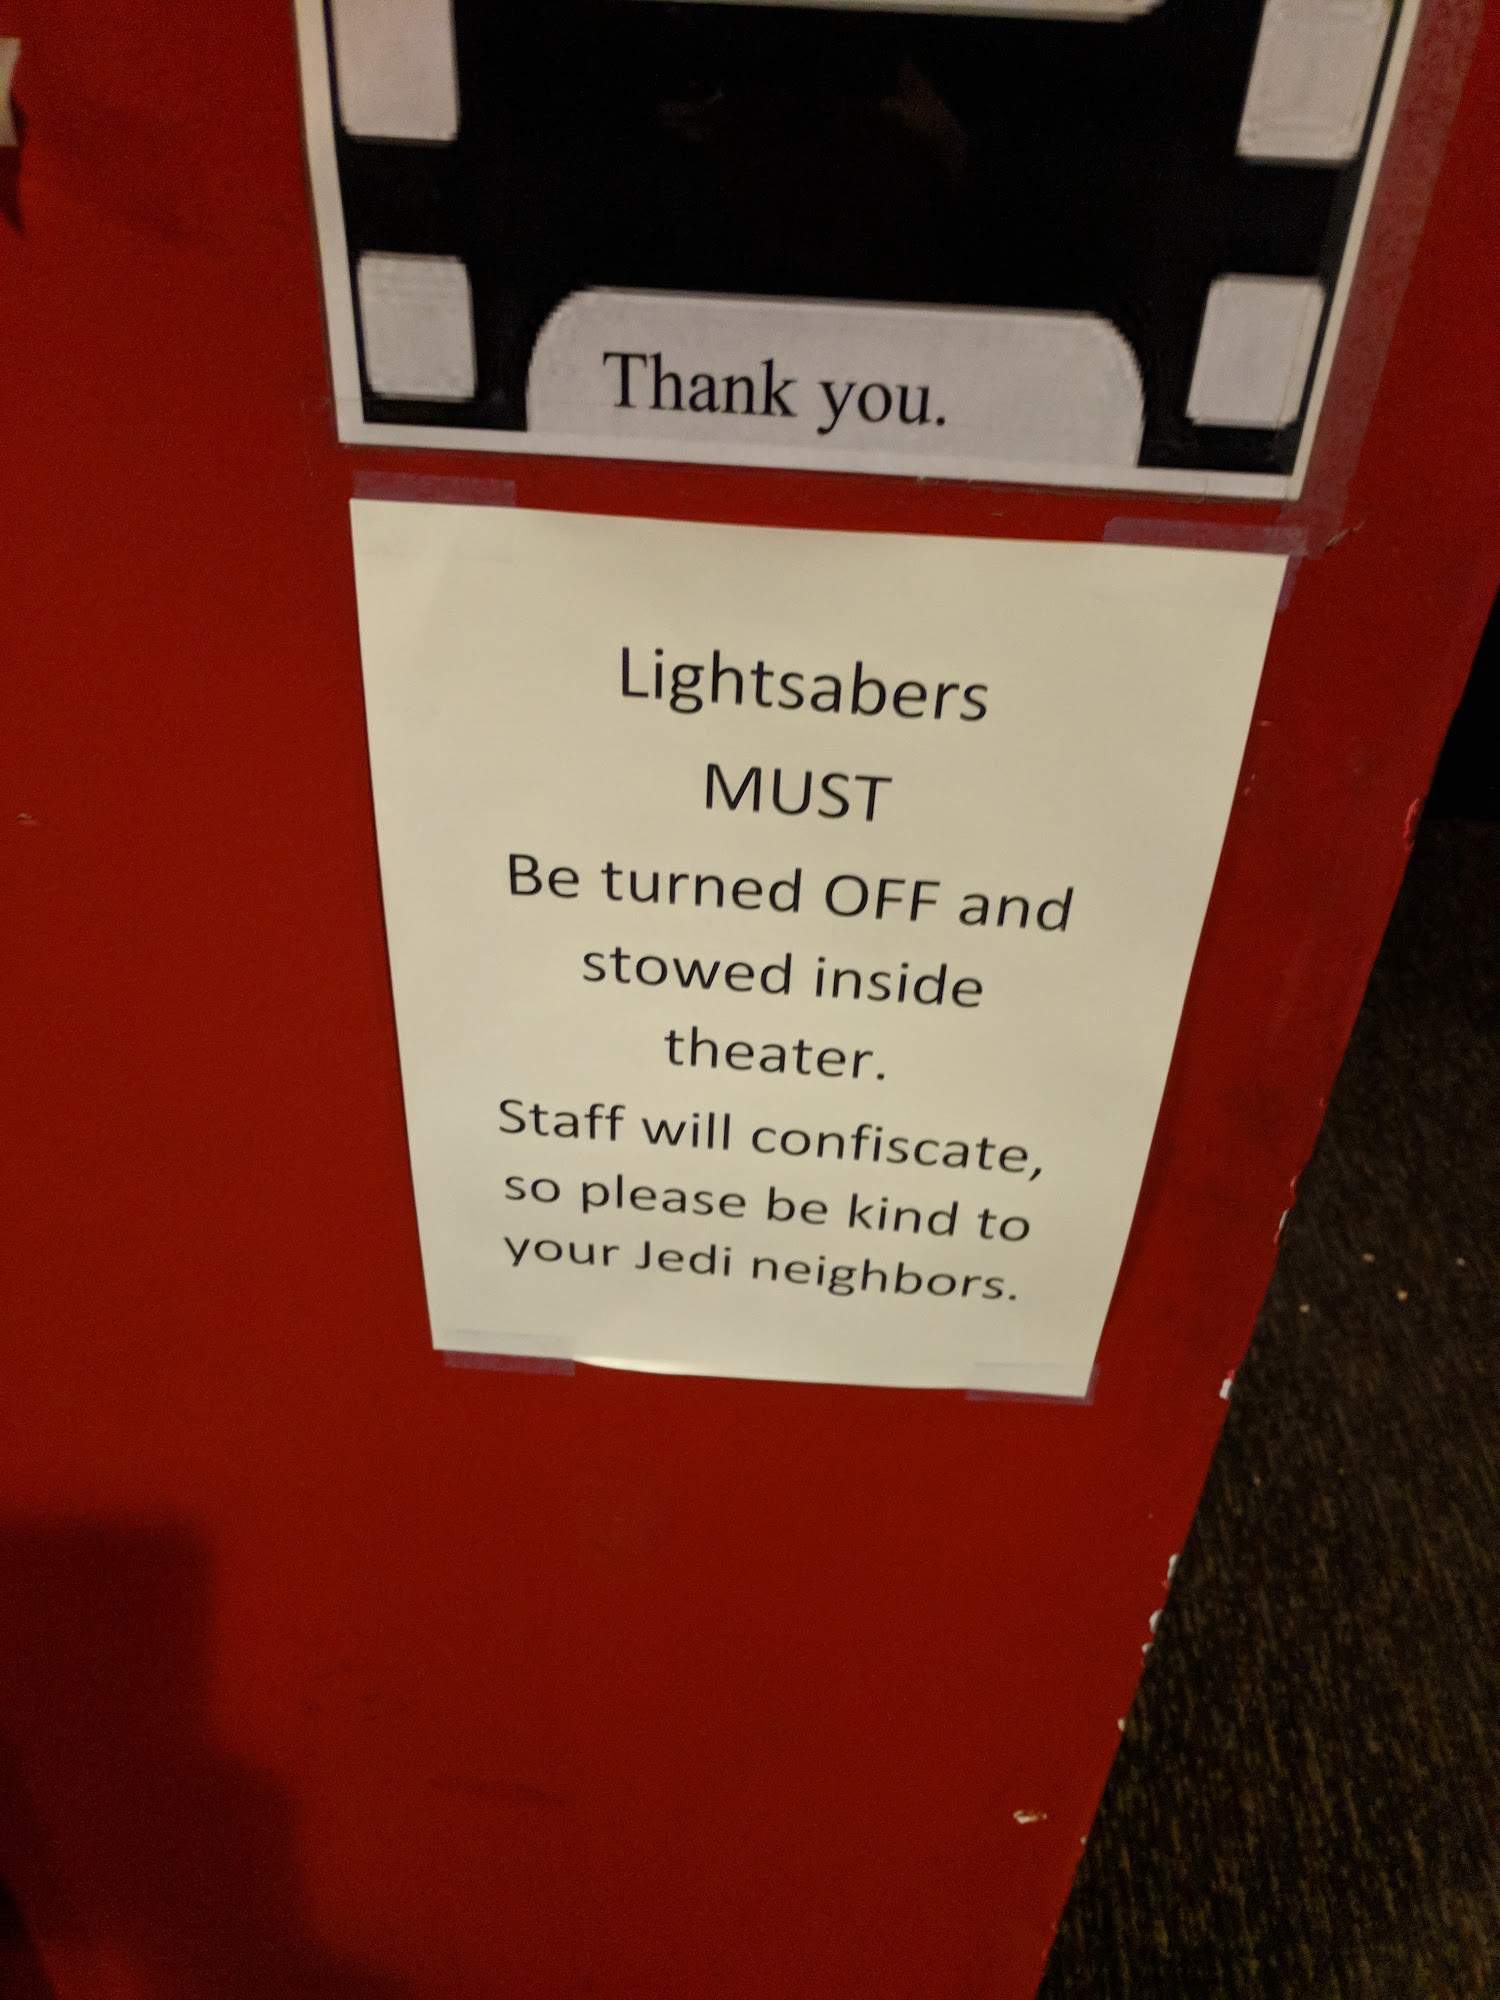 Thank you.
Lightsabers
MUST
Be turned OFF and
stowed inside
theater.
Staff will confiscate,
so please be kind to
your Jedi neighbors.